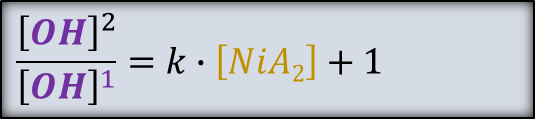 [OH]²
[OH]¹ = k · [NiA₂] + 1